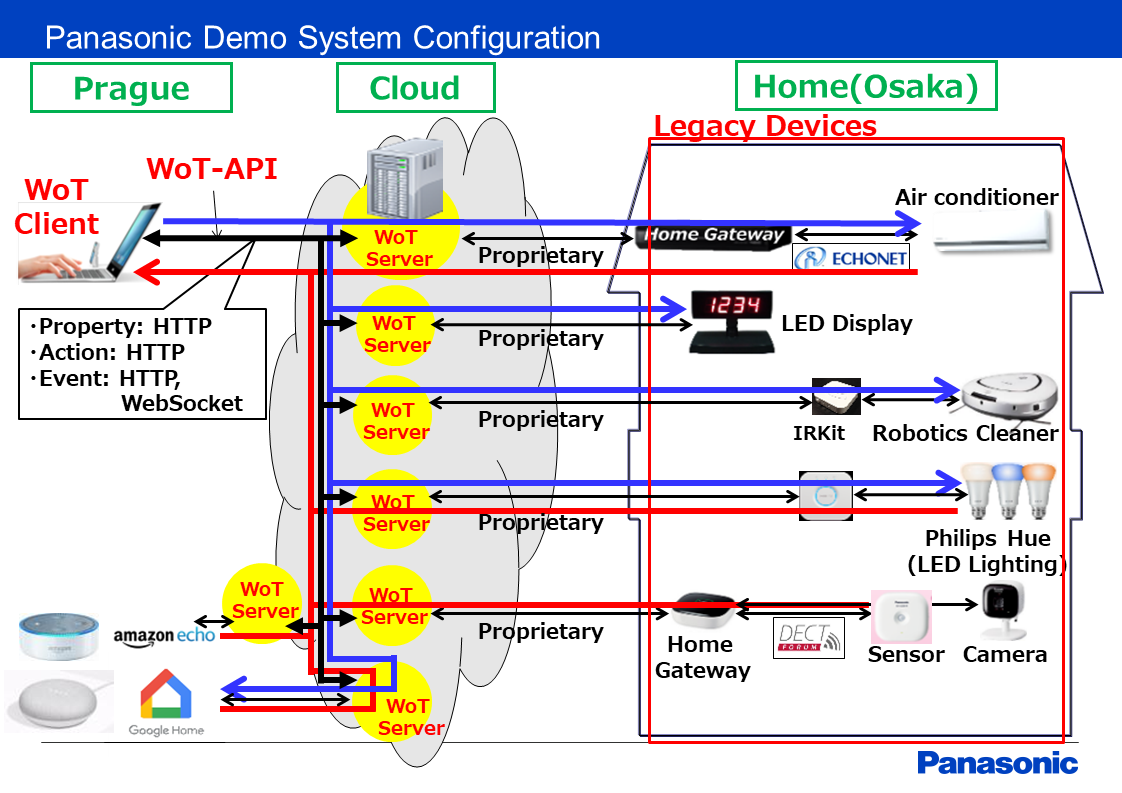 Panasonic Demo System Configuration
Prague
Cloud
Home(Osaka)
Legacy Devices
WoT-API
WoT
Client
WoT
Server
Proprietary
Home Gateway
ECHONET
Air conditioner
・Property: HTTP
・Action: HTTP
・Event: HTTP,
WebSocket
WoT
Server
Proprietary
1234
LED Display
WoT
Server
Proprietary
IRKit
Robotics Cleaner
WoT
Server
Proprietary
Philips Hue
(LED Lighting)
WoT
Server
amazon echo
WoT
Server
Proprietary
Home
Gateway
DECT
FORUM
Sensor
Camera
Google Home
WoT
Server
Panasonic